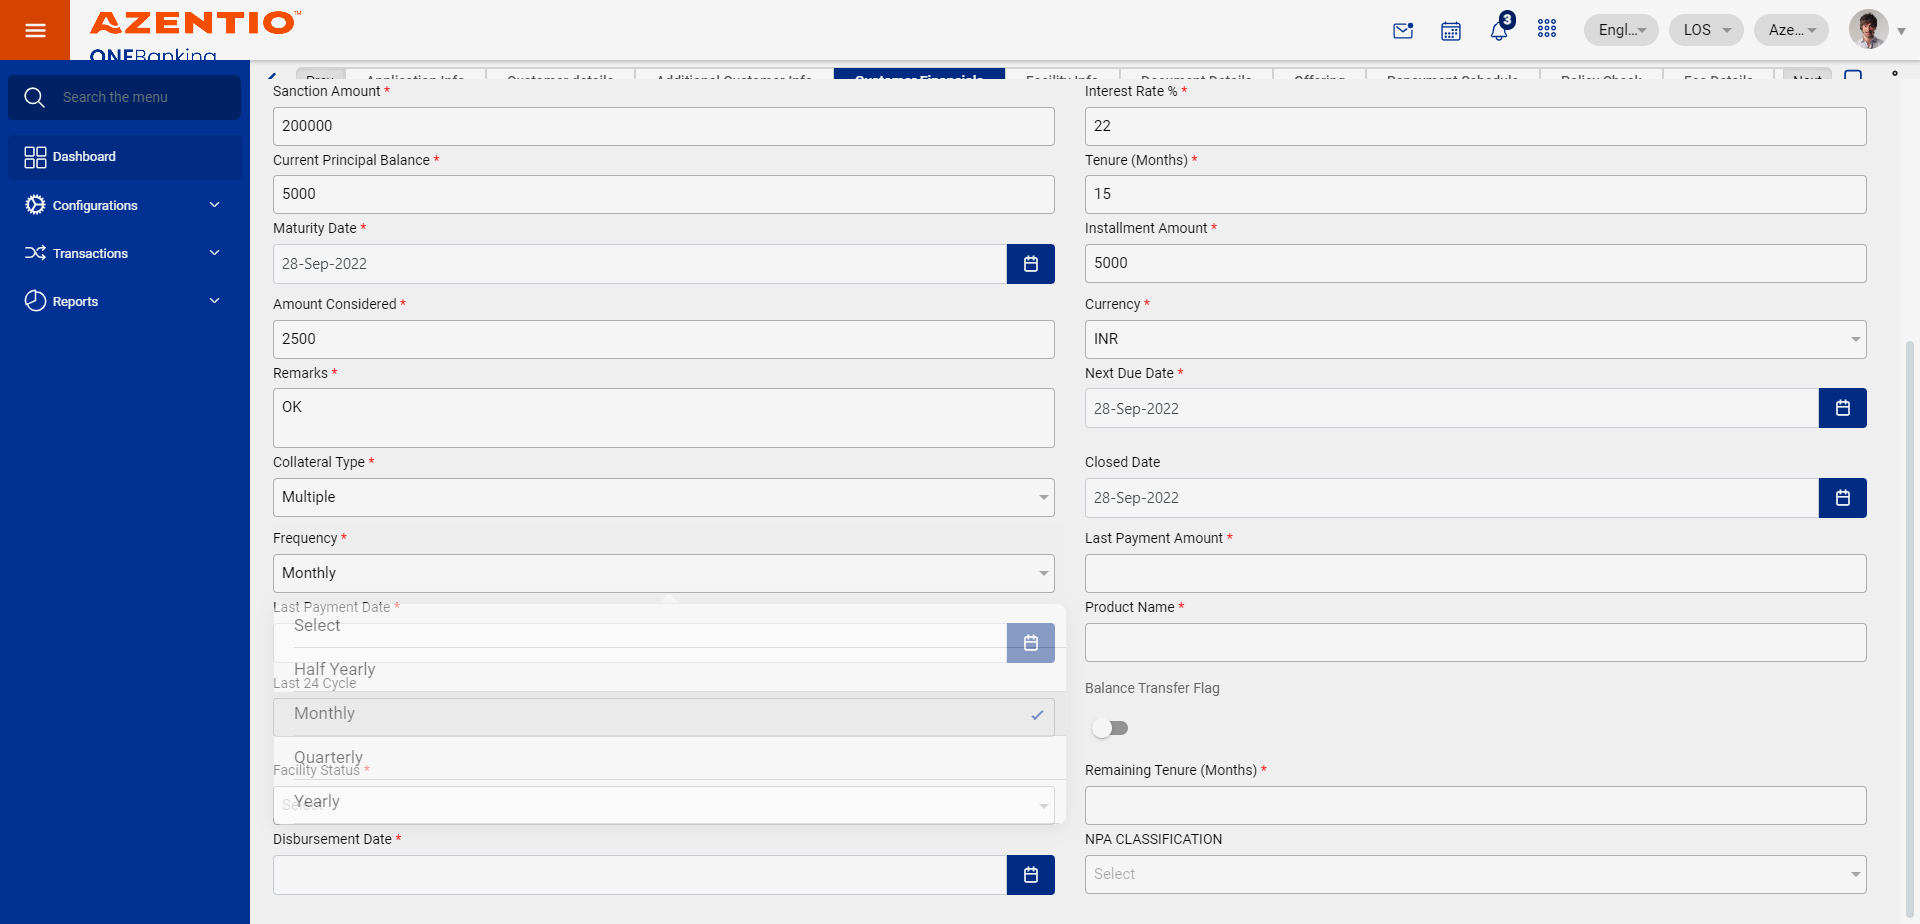 AZENTIO™
ONEBanking
3
Engl...
LOS
Aze...
Search the menu
Dashboard
Configurations
Transactions
Reports
Prev
Application Info
Customer details
Additional Customer Info
Customer Financials
Facility Info
Document Details
Offering
Repayment Schedule
Policy Check
Fee Details
Next
Sanction Amount *
200000
Interest Rate % *
22
Current Principal Balance *
5000
Tenure (Months) *
15
Maturity Date *
28-Sep-2022
Installment Amount *
5000
Amount Considered *
2500
Currency *
INR
Remarks *
OK
Next Due Date *
28-Sep-2022
Collateral Type *
Multiple
Closed Date
28-Sep-2022
Frequency *
Monthly
Last Payment Amount *
Last Payment Date *
Select
Product Name *
Half Yearly
Last 24 Cycle
Balance Transfer Flag
Monthly
Quarterly
Facility Status *
Remaining Tenure (Months) *
Select
Yearly
Disbursement Date *
NPA CLASSIFICATION
Select